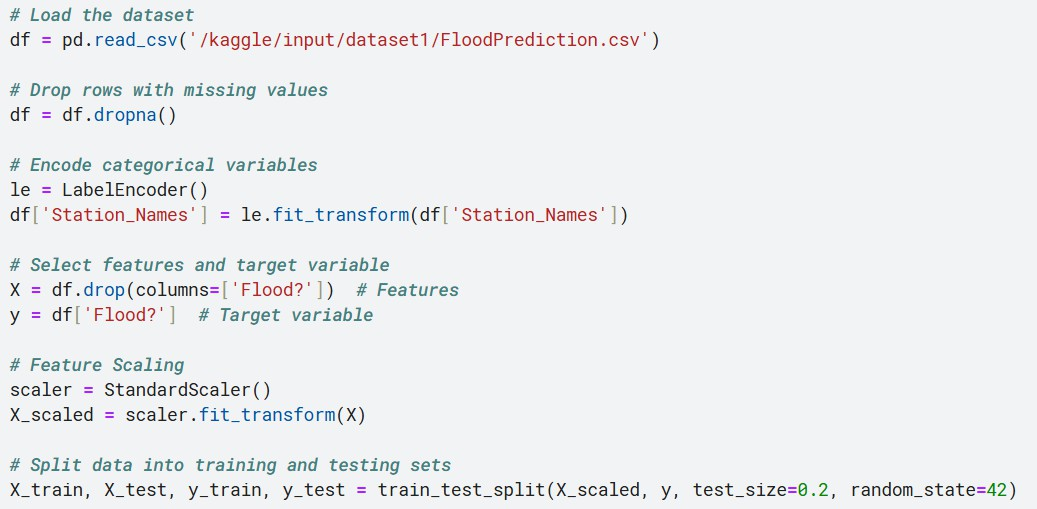 # Load the dataset
df = pd.read_csv('/kaggle/input/dataset1/FloodPrediction.csv')
# Drop rows with missing values
df = df.dropna()
# Encode categorical variables
le = LabelEncoder()
df['Station_Names'] = le.fit_transform(df['Station_Names'])
# Select features and target variable
X = df.drop(columns=['Flood?'])  # Features
y = df['Flood?']  # Target variable
# Feature Scaling
scaler = StandardScaler()
X_scaled = scaler.fit_transform(X)
# Split data into training and testing sets
X_train, X_test, y_train, y_test = train_test_split(X_scaled, y, test_size=0.2, random_state=42)